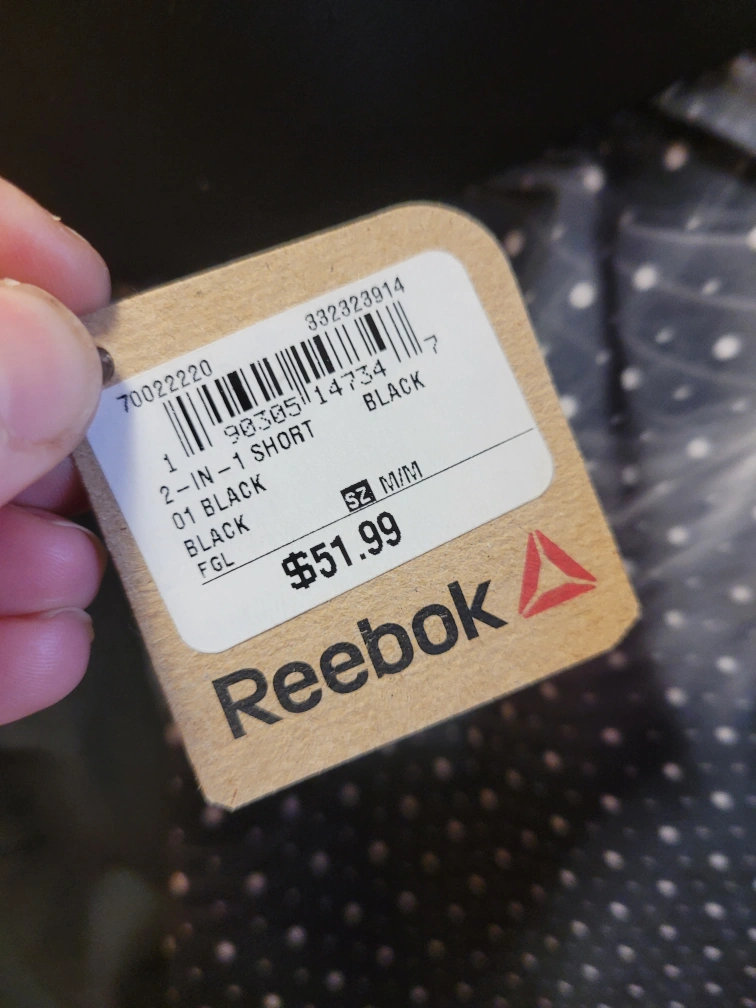 70022220 332323914
1 90305 14734 7
2-IN-1 SHORT BLACK
01 BLACK
BLACK SZ M/M
FGL
$51.99
Reebok